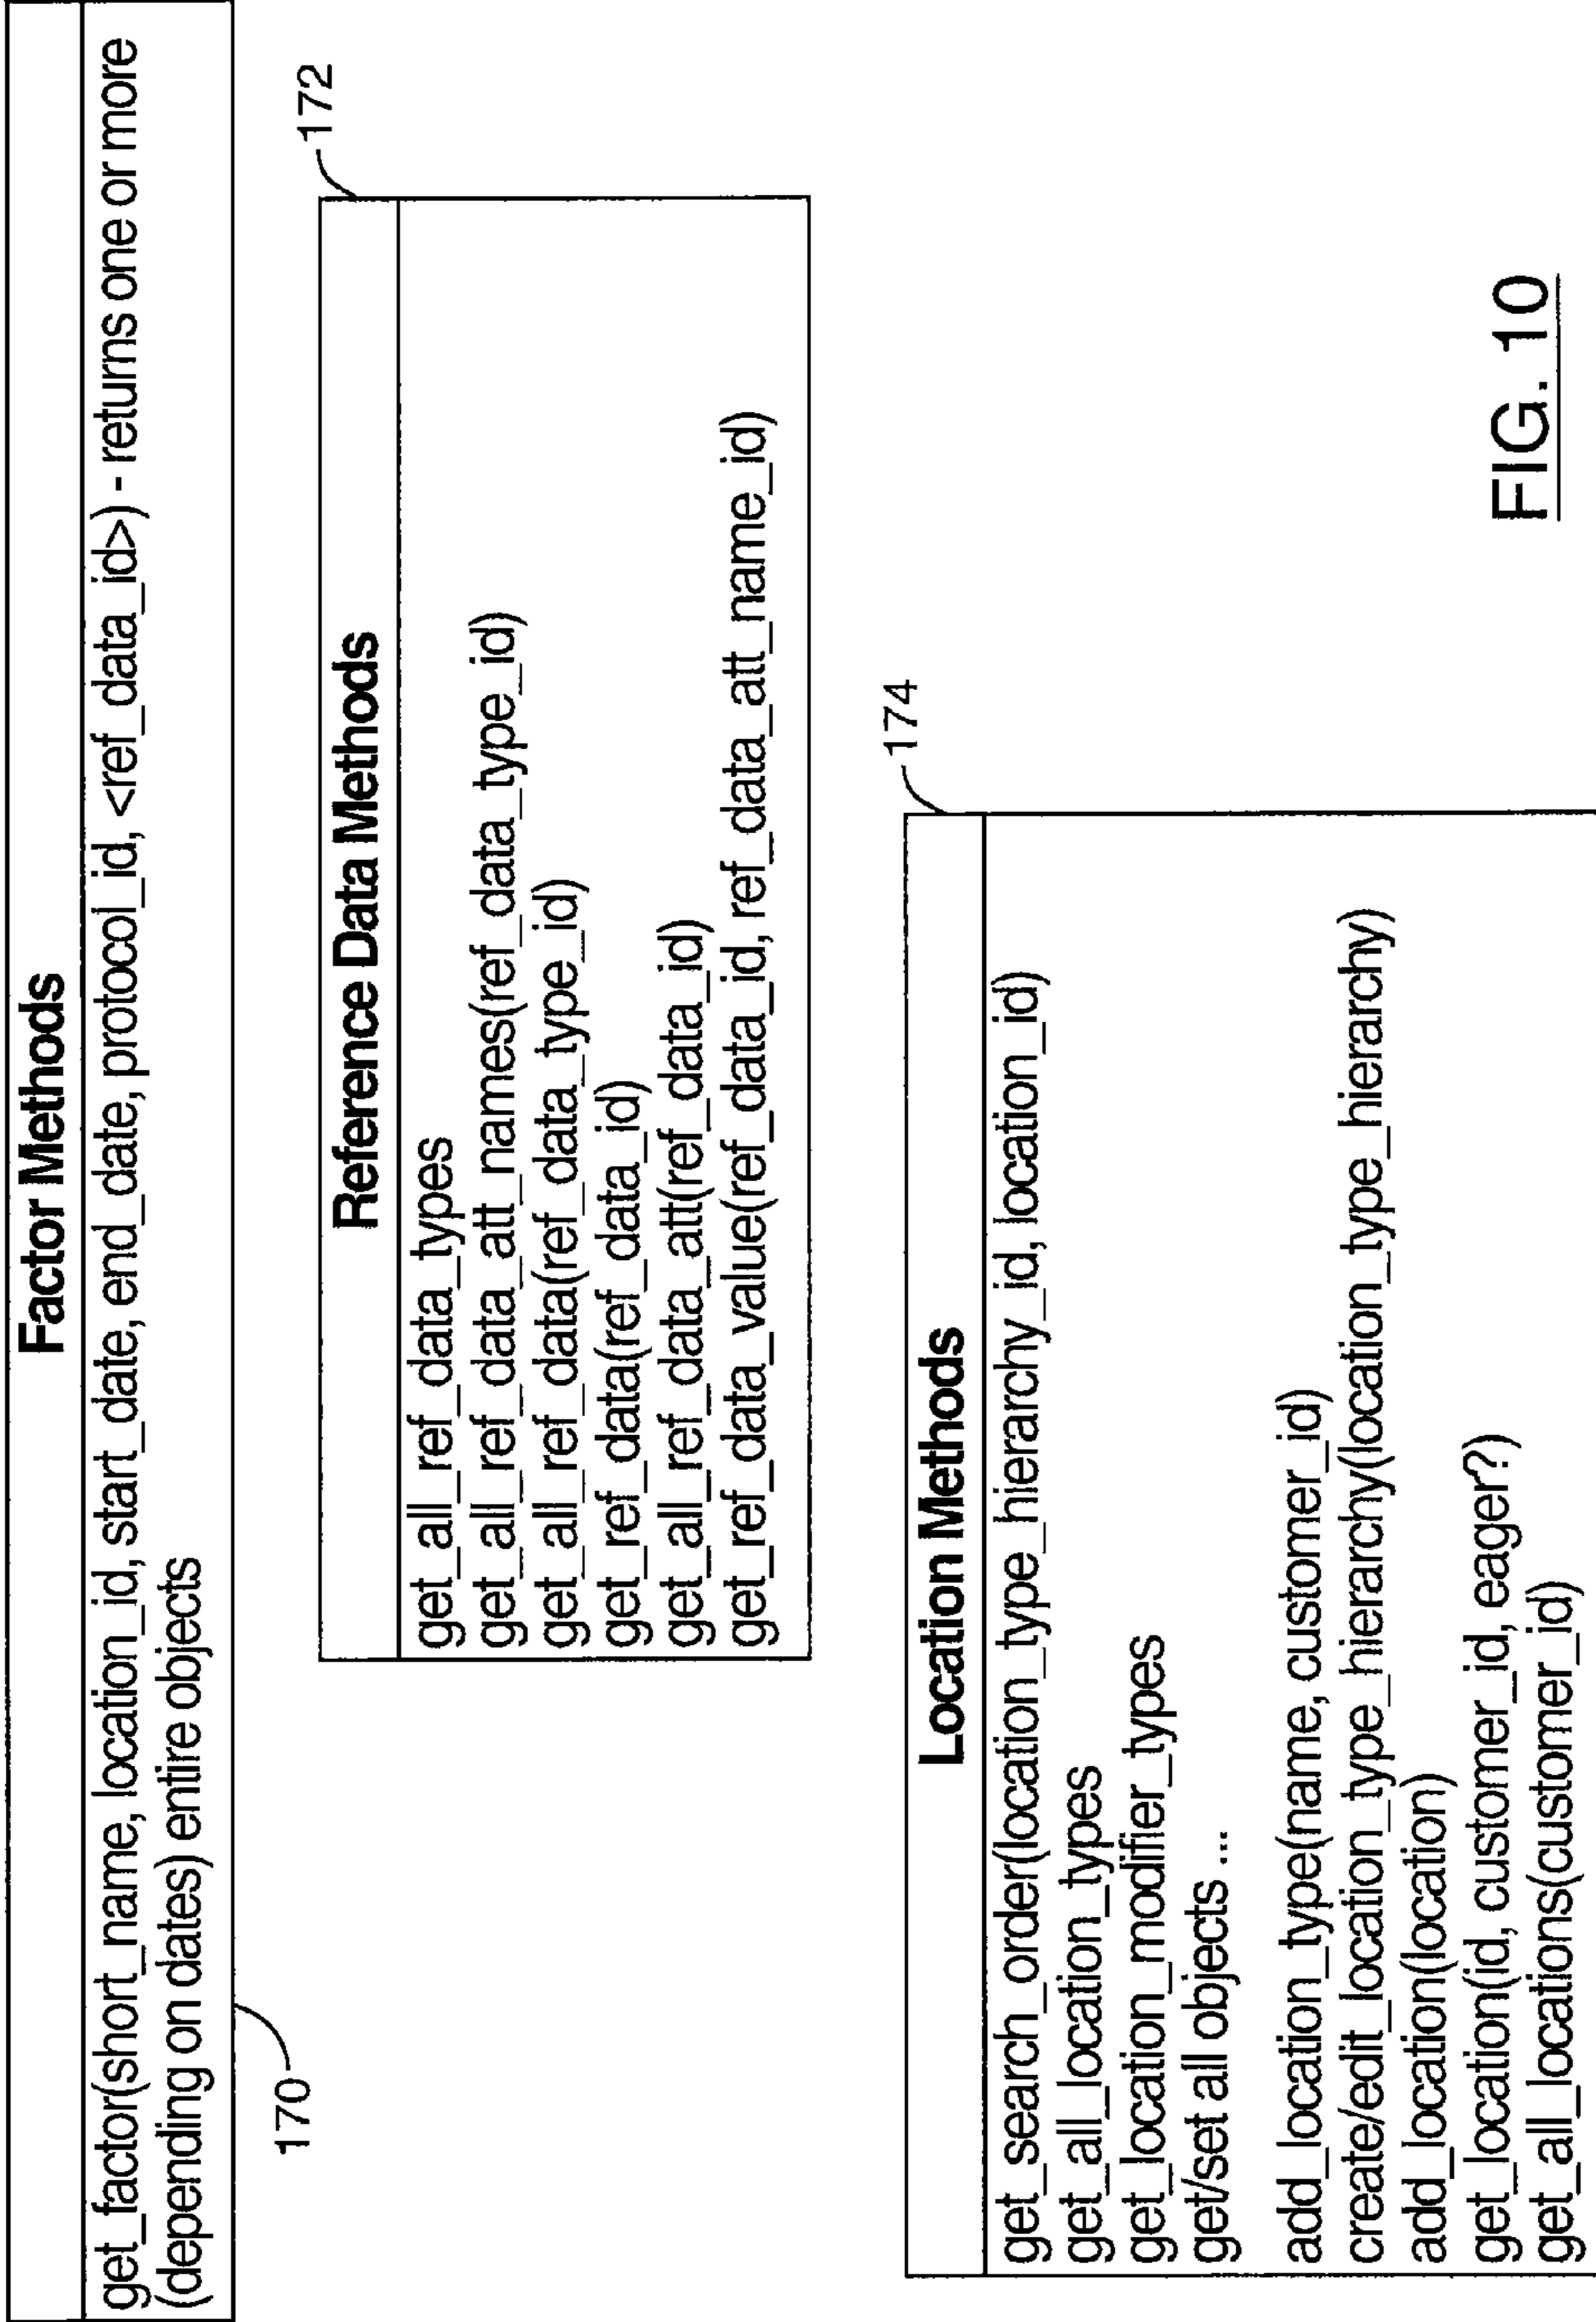 Factor Methods
get_factor(short_name, location_id, start_date, end_date, protocol_id, <ref_data_id>) - returns one or more
(depending on dates) entire objects
170
172
Reference Data Methods
get_all_ref_data_types
get_all_ref_data_att_names(ref_data_type_id)
get_all_ref_data(ref_data_type_id)
get_ref_data(ref_data_id)
get_all_ref_data_att(ref_data_id)
get_ref_data_value(ref_data_id, ref_data_att_name_id)
174
Location Methods
get_search_order(location_type_hierarchy_id, location_id)
get_all_location_types
get_location_modifier_types
get/set all objects ...
add_location_type(name, customer_id)
create/edit_location_type_hierarchy(location_type_hierarchy)
add_location(location)
get_location(id, customer_id, eager?)
get_all_locations(customer_id)
FIG. 10